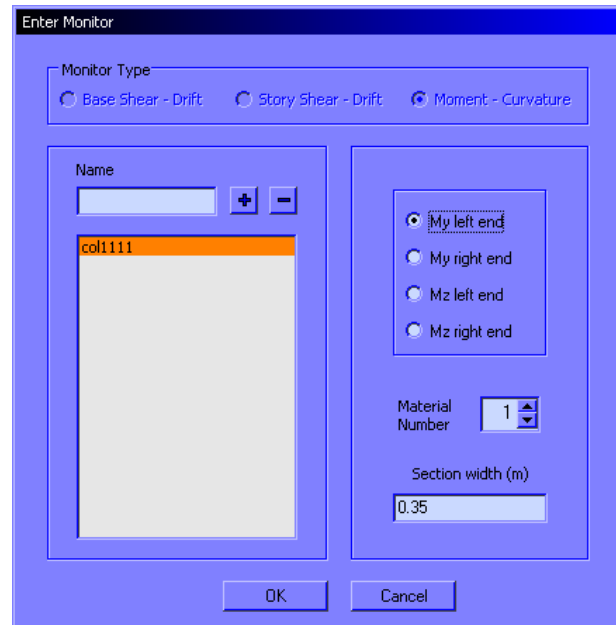 Enter Monitor
Monitor Type
Base Shear - Drift Story Shear - Drift Moment - Curvature
Name
+ -
col1111
My left end
My right end
Mz left end
Mz right end
Material
Number
1
Section width (m)
0.35
OK Cancel